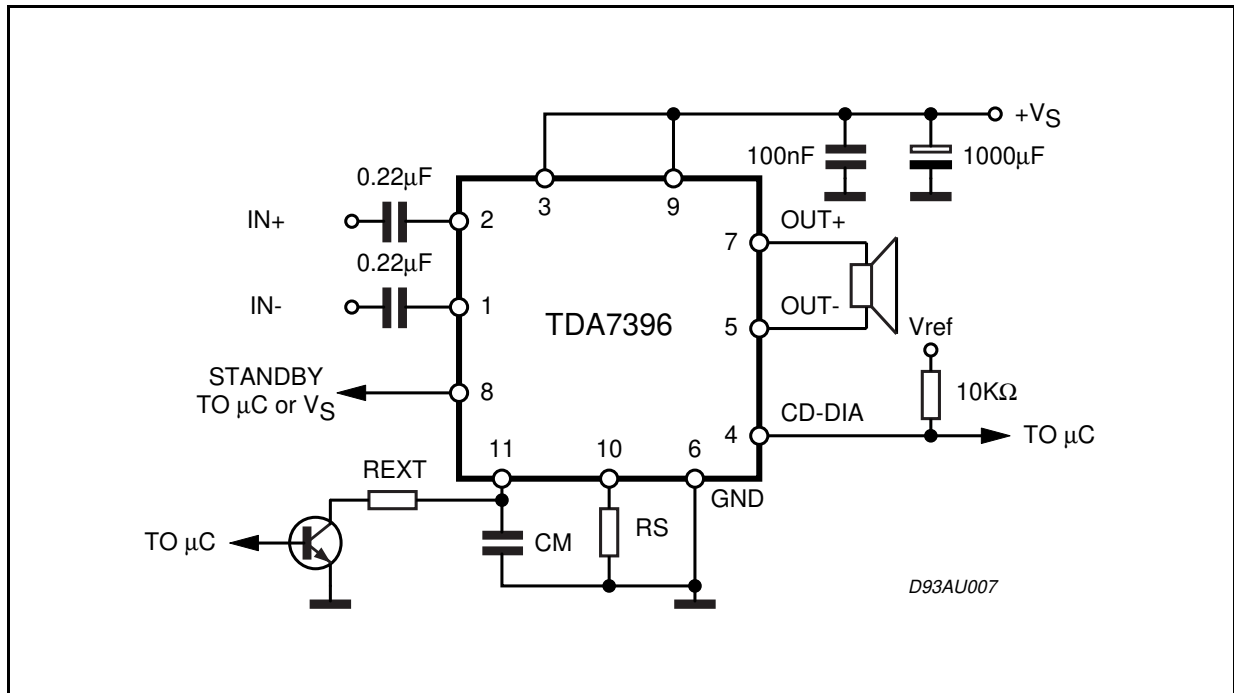 +VS
100nF
1000μF
0.22μF
3
9
IN+
2
OUT+
7
0.22μF
IN-
1
OUT-
5
TDA7396
Vref
STANDBY
TO μC or VS
8
10KΩ
CD-DIA
4
TO μC
11
10
6
REXT
GND
TO μC
CM
RS
D93AU007